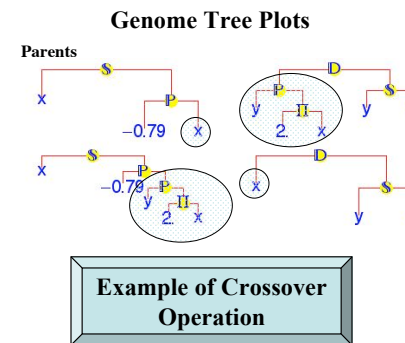 Genome Tree Plots
Parents
S D
x P P S
-0.79 x y Π y
2. x
S D
x P x S
-0.79 P y
y Π
2. x
Example of Crossover
Operation